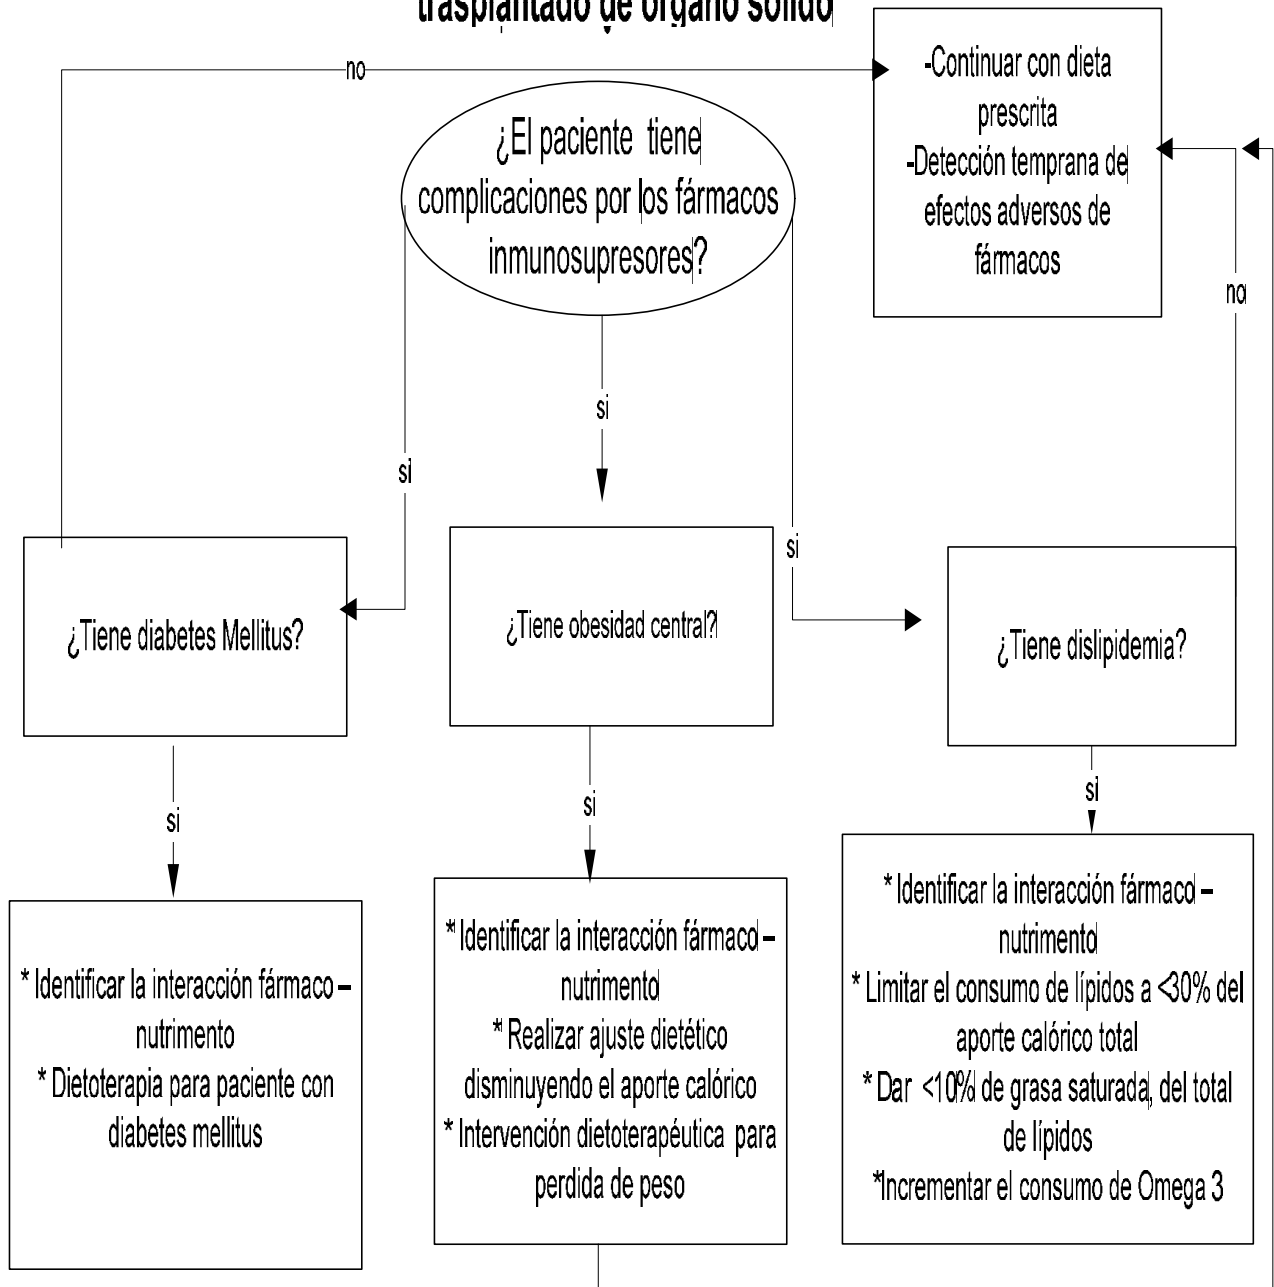 trasplantado de órgano sólido
no
-Continuar con dieta
prescrita
-Detección temprana de
efectos adversos de
fármacos
¿El paciente tiene
complicaciones por los fármacos
inmunosupresores?
no
si
si
si
¿Tiene diabetes Mellitus?
¿Tiene obesidad central?
¿Tiene dislipidemia?
si
si
si
* Identificar la interacción fármaco –
nutrimento
* Dietoterapia para paciente con
diabetes mellitus
* Identificar la interacción fármaco –
nutrimento
* Realizar ajuste dietético
disminuyendo el aporte calórico
* Intervención dietoterapéutica para
perdida de peso
* Identificar la interacción fármaco –
nutrimento
* Limitar el consumo de lípidos a <30% del
aporte calórico total
* Dar <10% de grasa saturada, del total
de lípidos
*Incrementar el consumo de Omega 3